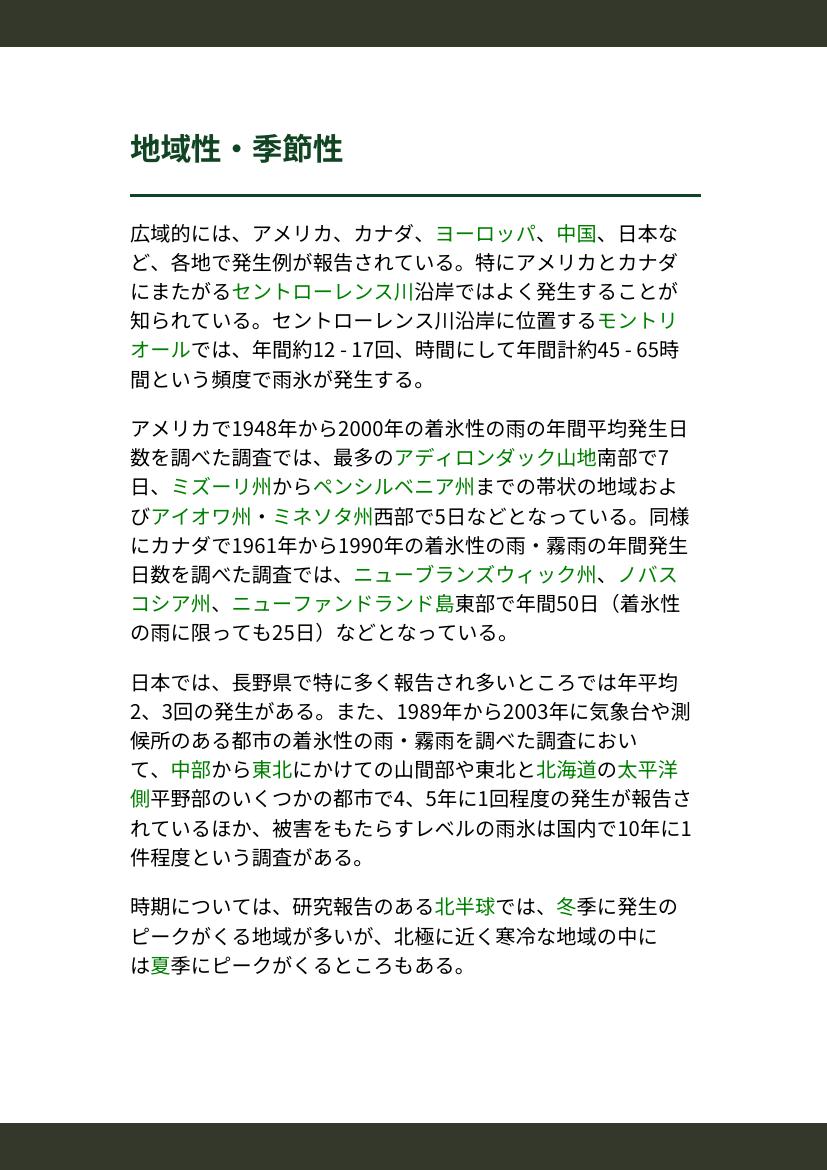 地域性・季節性
広域的には、アメリカ、カナダ、ヨーロッパ、中国、日本な
ど、各地で発生例が報告されている。特にアメリカとカナダ
にまたがるセントローレンス川沿岸ではよく発生することが
知られている。セントローレンス川沿岸に位置するモントリ
オールでは、年間約12 - 17回、時間にして年間計約45 - 65時
間という頻度で雨氷が発生する。
アメリカで1948年から2000年の着氷性の雨の年間平均発生日
数を調べた調査では、最多のアディロンダック山地南部で7
日、ミズーリ州からペンシルベニア州までの帯状の地域およ
びアイオワ州・ミネソタ州西部で5日などとなっている。同様
にカナダで1961年から1990年の着氷性の雨・霧雨の年間発生
日数を調べた調査では、ニューブランズウィック州、ノバス
コシア州、ニューファンドランド島東部で年間50日（着氷性
の雨に限っても25日）などとなっている。
日本では、長野県で特に多く報告され多いところでは年平均
2、3回の発生がある。また、1989年から2003年に気象台や測
候所のある都市の着氷性の雨・霧雨を調べた調査におい
て、中部から東北にかけての山間部や東北と北海道の太平洋
側平野部のいくつかの都市で4、5年に1回程度の発生が報告さ
れているほか、被害をもたらすレベルの雨氷は国内で10年に1
件程度という調査がある。
時期については、研究報告のある北半球では、冬季に発生の
ピークがくる地域が多いが、北極に近く寒冷な地域の中に
は夏季にピークがくるところもある。